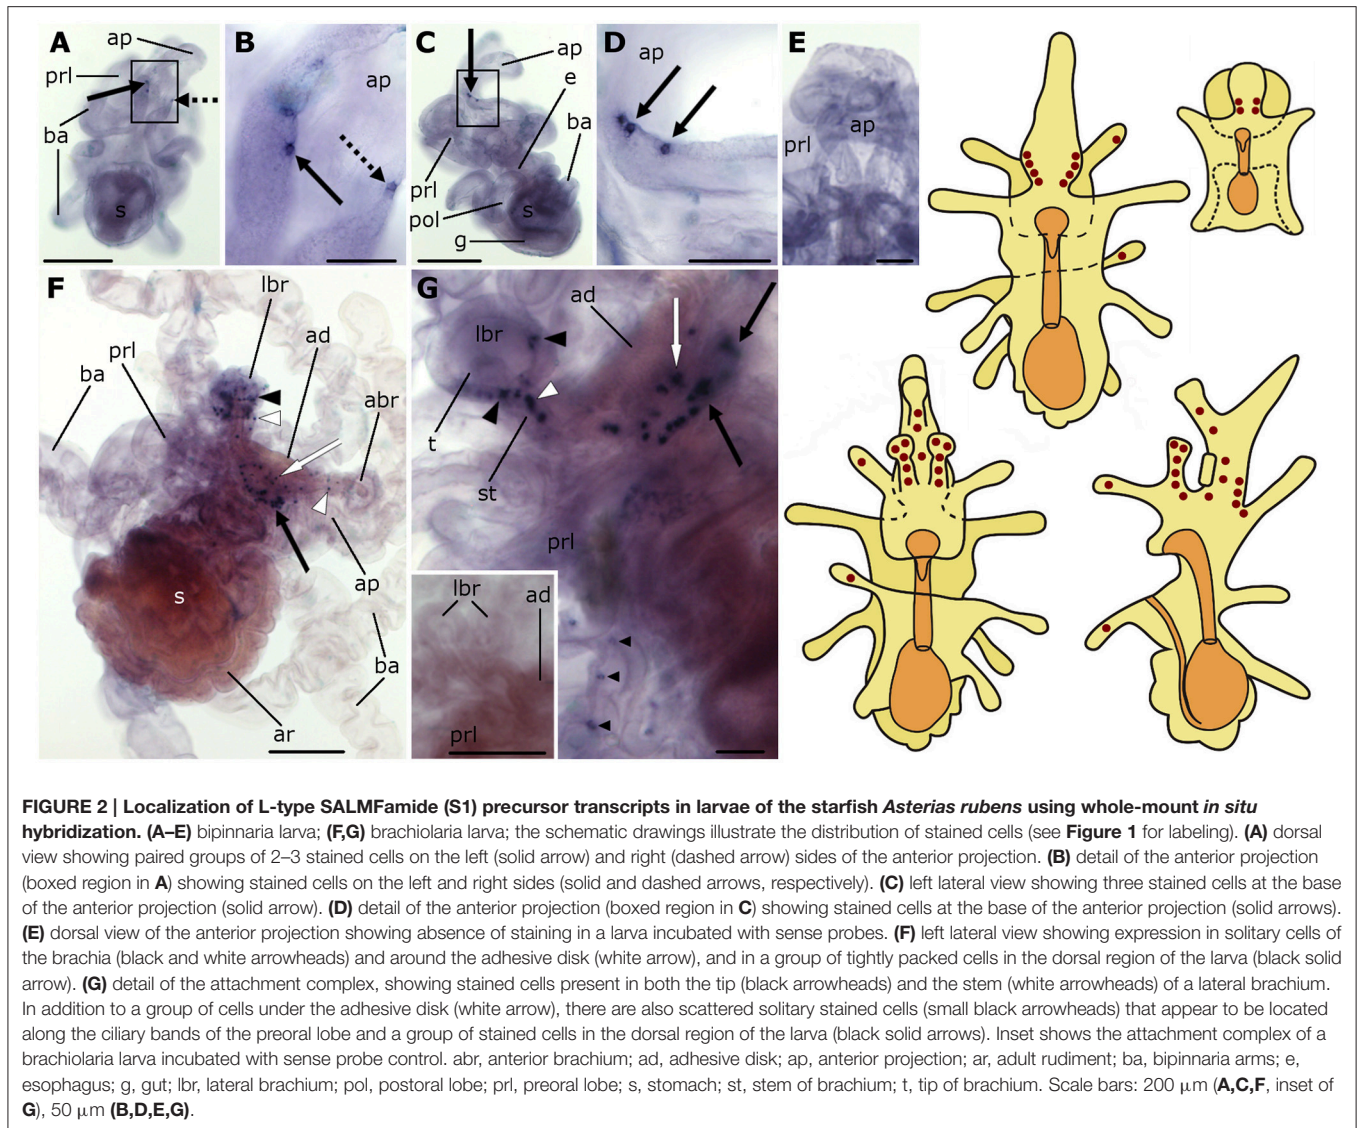 A
ap
prl
ba
s
B
ap
C
ap
e
ba
prl
pol
s
g
D
ap
E
ap
prl
F
lbr
ad
prl
ba
abr
s
ap
ba
ar
G
ad
lbr
t
st
prl
lbr
ad
prl
FIGURE 2 | Localization of L-type SALMFamide (S1) precursor transcripts in larvae of the starfish Asterias rubens using whole-mount in situ
hybridization. (A–E) bipinnaria larva; (F,G) brachiolaria larva; the schematic drawings illustrate the distribution of stained cells (see Figure 1 for labeling). (A) dorsal
view showing paired groups of 2–3 stained cells on the left (solid arrow) and right (dashed arrow) sides of the anterior projection. (B) detail of the anterior projection
(boxed region in A) showing stained cells on the left and right sides (solid and dashed arrows, respectively). (C) left lateral view showing three stained cells at the base
of the anterior projection (solid arrow). (D) detail of the anterior projection (boxed region in C) showing stained cells at the base of the anterior projection (solid arrows).
(E) dorsal view of the anterior projection showing absence of staining in a larva incubated with sense probes. (F) left lateral view showing expression in solitary cells of
the brachia (black and white arrowheads) and around the adhesive disk (white arrow), and in a group of tightly packed cells in the dorsal region of the larva (black solid
arrow). (G) detail of the attachment complex, showing stained cells present in both the tip (black arrowheads) and the stem (white arrowheads) of a lateral brachium.
In addition to a group of cells under the adhesive disk (white arrow), there are also scattered solitary stained cells (small black arrowheads) that appear to be located
along the ciliary bands of the preoral lobe and a group of stained cells in the dorsal region of the larva (black solid arrows). Inset shows the attachment complex of a
brachiolaria larva incubated with sense probe control. abr, anterior brachium; ad, adhesive disk; ap, anterior projection; ar, adult rudiment; ba, bipinnaria arms; e,
esophagus; g, gut; lbr, lateral brachium; pol, postoral lobe; prl, preoral lobe; s, stomach; st, stem of brachium; t, tip of brachium. Scale bars: 200 μm (A,C,F, inset of
G), 50 μm (B,D,E,G).